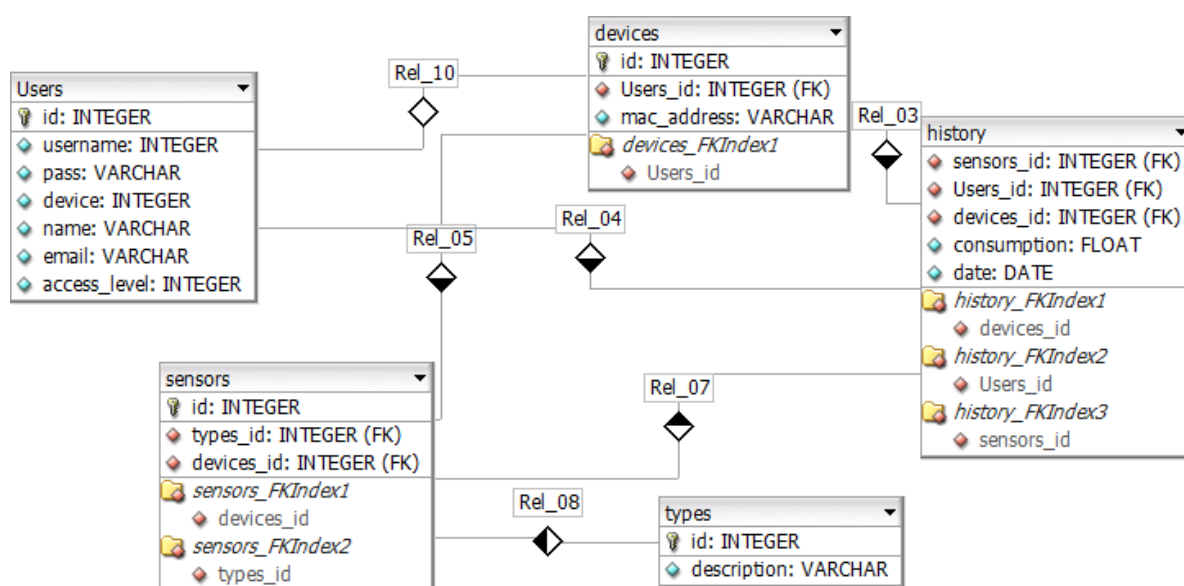 Users
id: INTEGER
username: INTEGER
pass: VARCHAR
device: INTEGER
name: VARCHAR
email: VARCHAR
access_level: INTEGER
Rel_10
devices
id: INTEGER
Users_id: INTEGER (FK)
mac_address: VARCHAR
devices_FKIndex1
Users_id
Rel_03
history
sensors_id: INTEGER (FK)
Users_id: INTEGER (FK)
devices_id: INTEGER (FK)
consumption: FLOAT
date: DATE
history_FKIndex1
devices_id
history_FKIndex2
Users_id
history_FKIndex3
sensors_id
Rel_04
Rel_05
sensors
id: INTEGER
types_id: INTEGER (FK)
devices_id: INTEGER (FK)
sensors_FKIndex1
devices_id
sensors_FKIndex2
types_id
Rel_07
Rel_08
types
id: INTEGER
description: VARCHAR